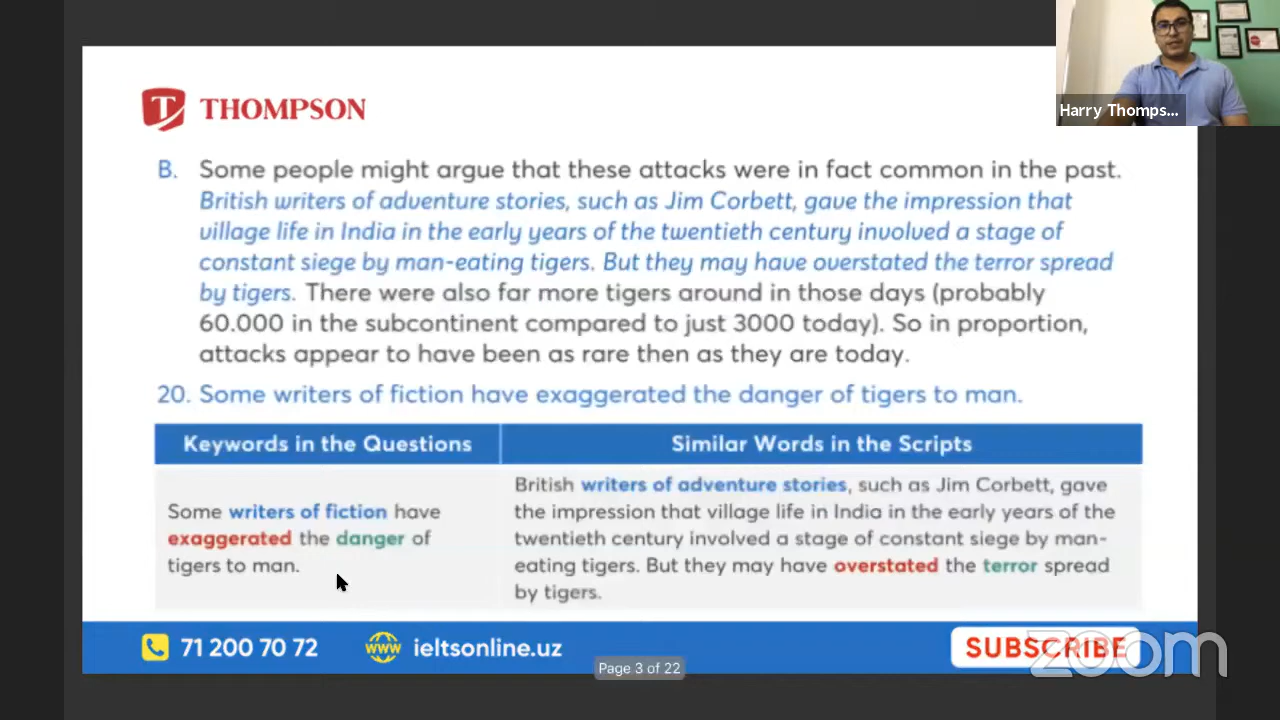 Harry Thomps...
THOMPSON
B. Some people might argue that these attacks were in fact common in the past.
British writers of adventure stories, such as Jim Corbett, gave the impression that
village life in India in the early years of the twentieth century involved a stage of
constant siege by man-eating tigers. But they may have overstated the terror spread
by tigers. There were also far more tigers around in those days (probably
60.000 in the subcontinent compared to just 3000 today). So in proportion,
attacks appear to have been as rare then as they are today.
20. Some writers of fiction have exaggerated the danger of tigers to man.
Keywords in the Questions
Similar Words in the Scripts
Some writers of fiction have
exaggerated the danger of
tigers to man.
British writers of adventure stories, such as Jim Corbett, gave
the impression that village life in India in the early years of the
twentieth century involved a stage of constant siege by man-
eating tigers. But they may have overstated the terror spread
by tigers.
71 200 70 72
www
ieltsonline.uz
SUBSCRIBE
zoom
Page 3 of 22